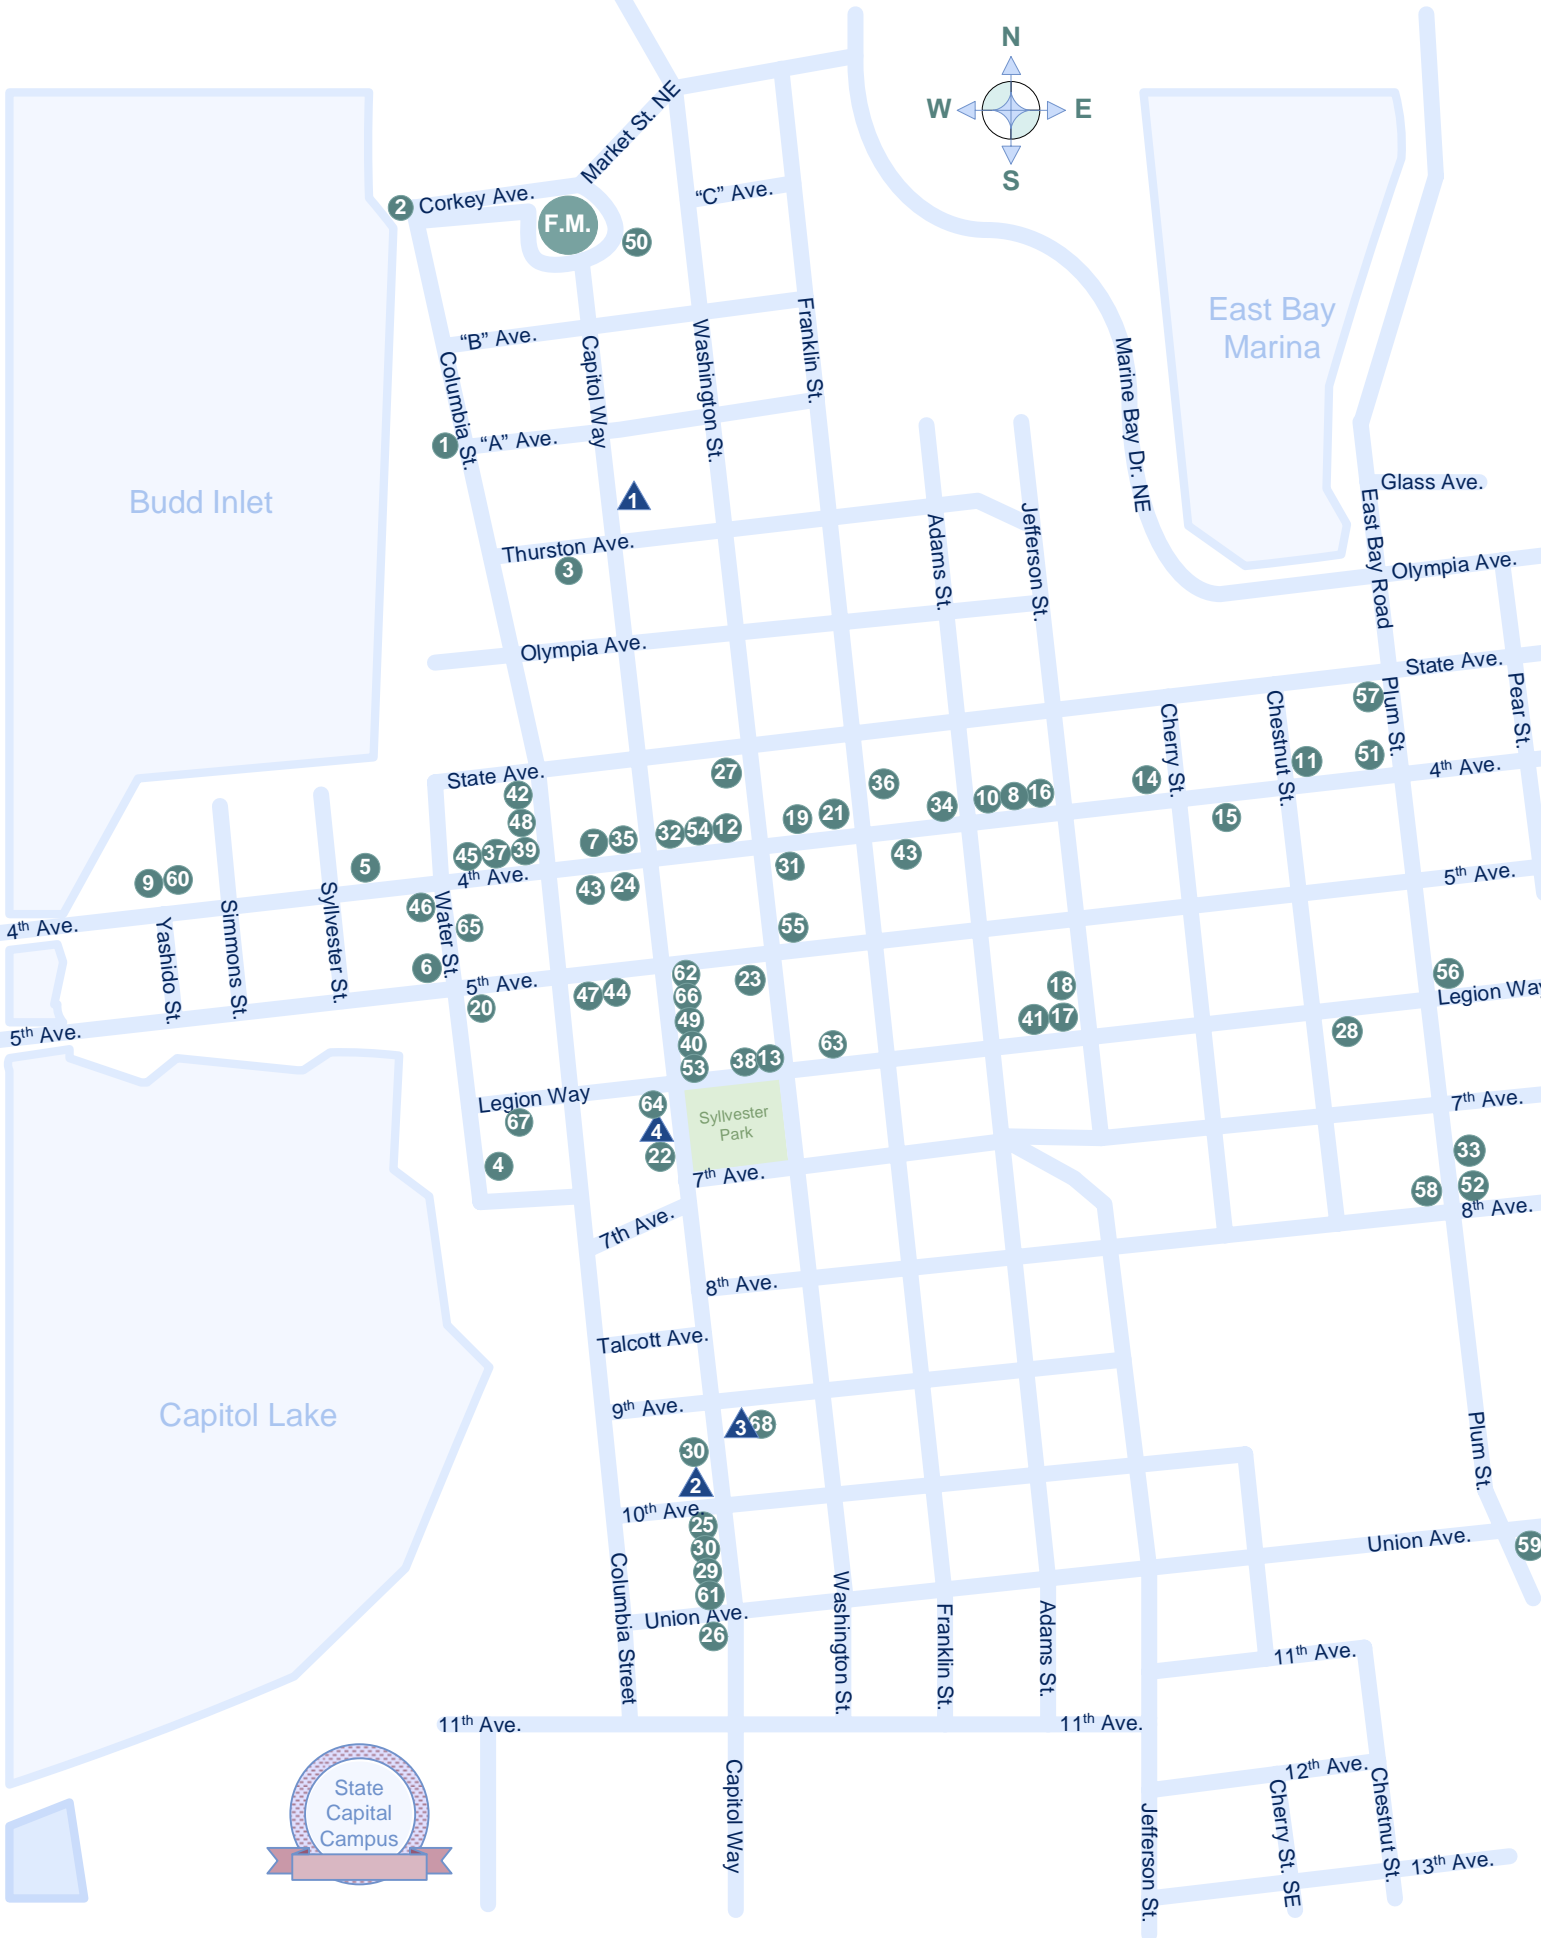 N
W
E
S
Market St. NE
2
Corkey Ave.
F.M.
50
“C” Ave.
East Bay
Marina
“B” Ave.
Columbia St.
Capitol Way
Washington St.
Franklin St.
Marine Bay Dr. NE
1
“A” Ave.
Budd Inlet
1
Thurston Ave.
3
Adams St.
Jefferson St.
Glass Ave.
East Bay Road
Olympia Ave.
Olympia Ave.
State Ave.
57
Plum St.
Pear St.
Cherry St.
Chestnut St.
11
51
4th Ave.
State Ave.
42
27
36
14
48
34
10
8
16
15
45
37
39
7
35
32
54
12
19
21
43
4th Ave.
43
24
31
5
9
60
46
65
Water St.
55
4th Ave.
Yashido St.
Simmons St.
Syllvester St.
5th Ave.
6
5th Ave.
20
47
44
62
23
66
49
40
53
38
13
63
18
41
17
56
Legion Way
28
5th Ave.
Legion Way
67
4
64
4
22
Syllvester
Park
7th Ave.
7th Ave.
33
58
52
8th Ave.
7th Ave.
8th Ave.
Talcott Ave.
9th Ave.
Capitol Lake
3
68
30
2
10th Ave.
25
30
29
61
Union Ave.
26
Plum St.
Union Ave.
59
Columbia Street
Washington St.
Franklin St.
Adams St.
11th Ave.
11th Ave.
11th Ave.
12th Ave.
13th Ave.
Capitol Way
Jefferson St.
Cherry St. SE
Chestnut St.
State
Capital
Campus